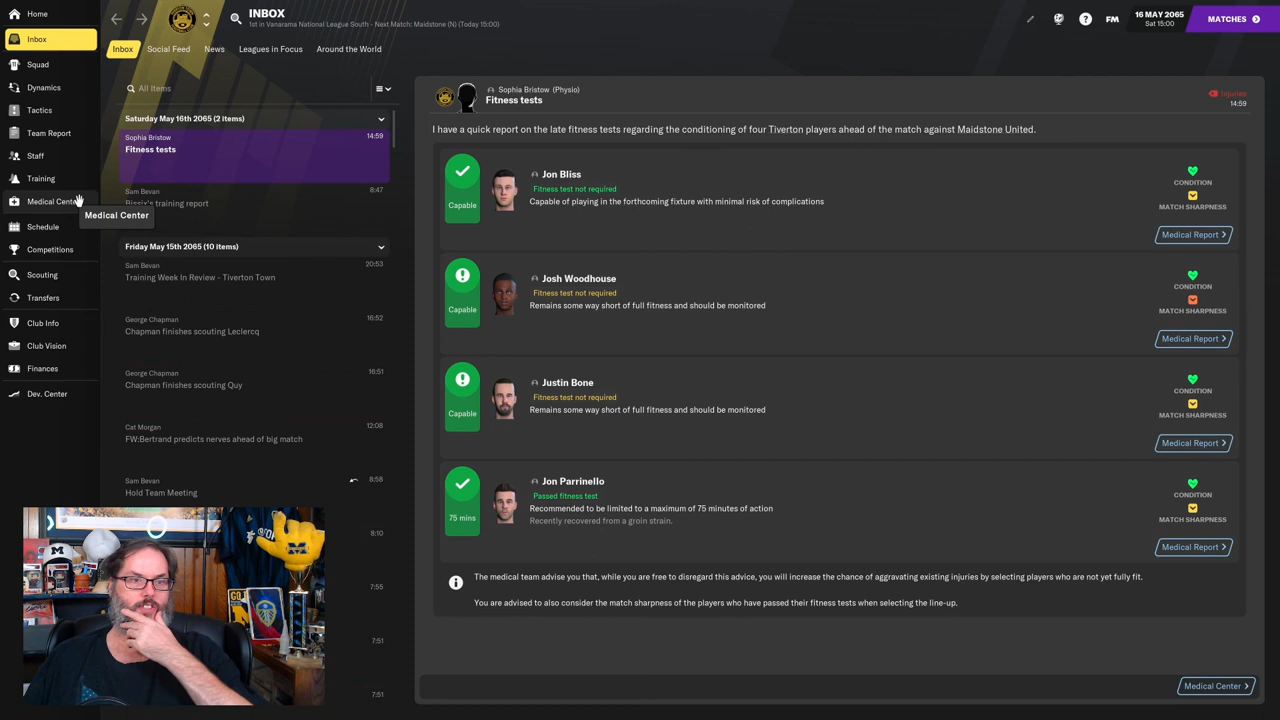 Home
Inbox
Squad
Dynamics
Tactics
Team Report
Staff
Training
Medical Cent
Medical Center
Schedule
Competitions
Scouting
Transfers
Club Info
Club Vision
Finances
Dev. Center
INBOX
1st in Vanarama National League South - Next Match: Maidstone (N) (Today 15:00)
FM
16 MAY 2065
Sat 15:00
MATCHES
Inbox
Social Feed
News
Leagues in Focus
Around the World
All Items
Saturday May 16th 2065 (2 items)
Sophia Bristow
14:59
Fitness tests
Sam Bevan
8:47
training report
Friday May 15th 2065 (10 items)
Sam Bevan
20:53
Training Week In Review - Tiverton Town
George Chapman
16:52
Chapman finishes scouting Leclercq
George Chapman
16:51
Chapman finishes scouting Quy
Cat Morgan
12:08
FW:Bertrand predicts nerves ahead of big match
Sam Bevan
8:58
Hold Team Meeting
8:10
7:55
7:51
7:51
Sophia Bristow (Physio)
Fitness tests
Injuries
14:59
I have a quick report on the late fitness tests regarding the conditioning of four Tiverton players ahead of the match against Maidstone United.
Capable
Jon Bliss
Fitness test not required
Capable of playing in the forthcoming fixture with minimal risk of complications
CONDITION
MATCH SHARPNESS
Medical Report
Capable
Josh Woodhouse
Fitness test not required
Remains some way short of full fitness and should be monitored
CONDITION
MATCH SHARPNESS
Medical Report
Capable
Justin Bone
Fitness test not required
Remains some way short of full fitness and should be monitored
CONDITION
MATCH SHARPNESS
Medical Report
75 mins
Jon Parrinello
Passed fitness test
Recommended to be limited to a maximum of 75 minutes of action
Recently recovered from a groin strain.
CONDITION
MATCH SHARPNESS
Medical Report
The medical team advise you that, while you are free to disregard this advice, you will increase the chance of aggravating existing injuries by selecting players who are not yet fully fit.
You are advised to also consider the match sharpness of the players who have passed their fitness tests when selecting the line-up.
Medical Center